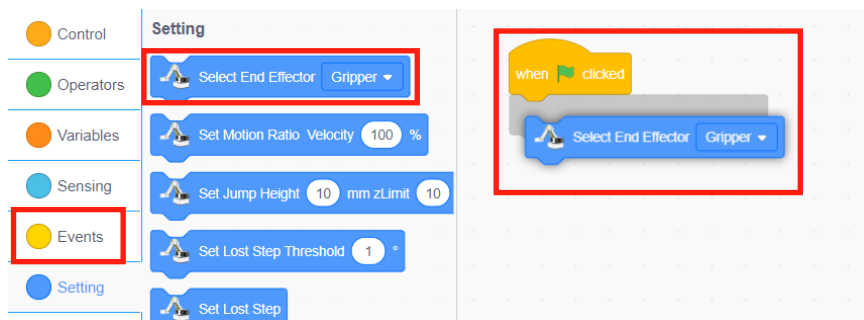 Control
Operators
Variables
Sensing
Events
Setting
Setting
Select End Effector Gripper
Set Motion Ratio Velocity 100 %
Set Jump Height 10 mm zLimit 10
Set Lost Step Threshold 1 °
Set Lost Step
when clicked
Select End Effector Gripper